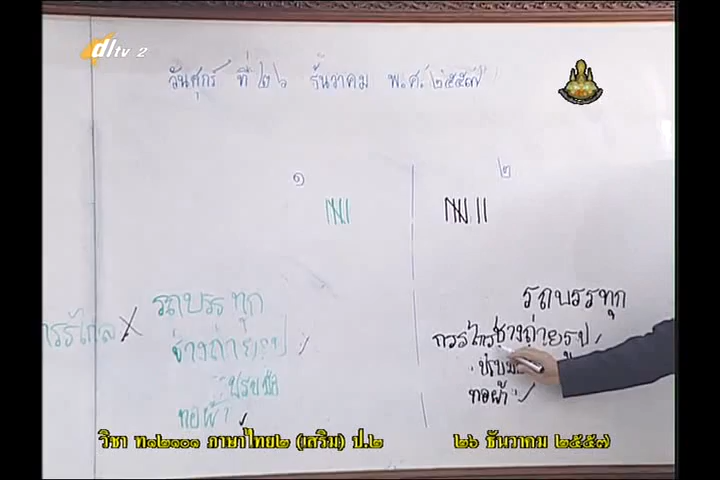 dltv 2
วันศุกร์ ที่ ๒๖ ธันวาคม พ.ศ. ๒๕๕๗
๑
๒
รถบรรทุก
ช่างถ่ายรูป
ทอผ้า
รถบรรทุก
ช่างถ่ายรูป
ทอผ้า
วิชา ท๑๒๑๐๑ ภาษาไทย๒ (เสริม) ป.๒
๒๖ ธันวาคม ๒๕๕๗